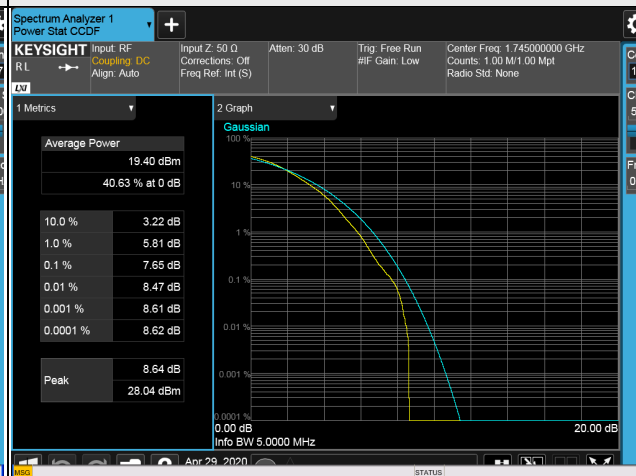 Spectrum Analyzer 1
Power Stat CCDF
KEYSIGHT
RL
LXI
Input: RF
Coupling: DC
Align: Auto
Input Z: 50 Ω
Corrections: Off
Freq Ref: Int (S)
Atten: 30 dB
Trig: Free Run
#IF Gain: Low
Center Freq: 1.745000000 GHz
Counts: 1.00 M/1.00 Mpt
Radio Std: None
1 Metrics
2 Graph
Average Power
19.40 dBm
40.63 % at 0 dB
10.0 % 3.22 dB
1.0 % 5.81 dB
0.1 % 7.65 dB
0.01 % 8.47 dB
0.001 % 8.61 dB
0.0001 % 8.62 dB
Peak
8.64 dB
28.04 dBm
Gaussian
100 %
10 %
1 %
0.1 %
0.01 %
0.001 %
0.0001 %
0.00 dB 20.00 dB
Info BW 5.0000 MHz
Apr 29, 2020
MSG STATUS